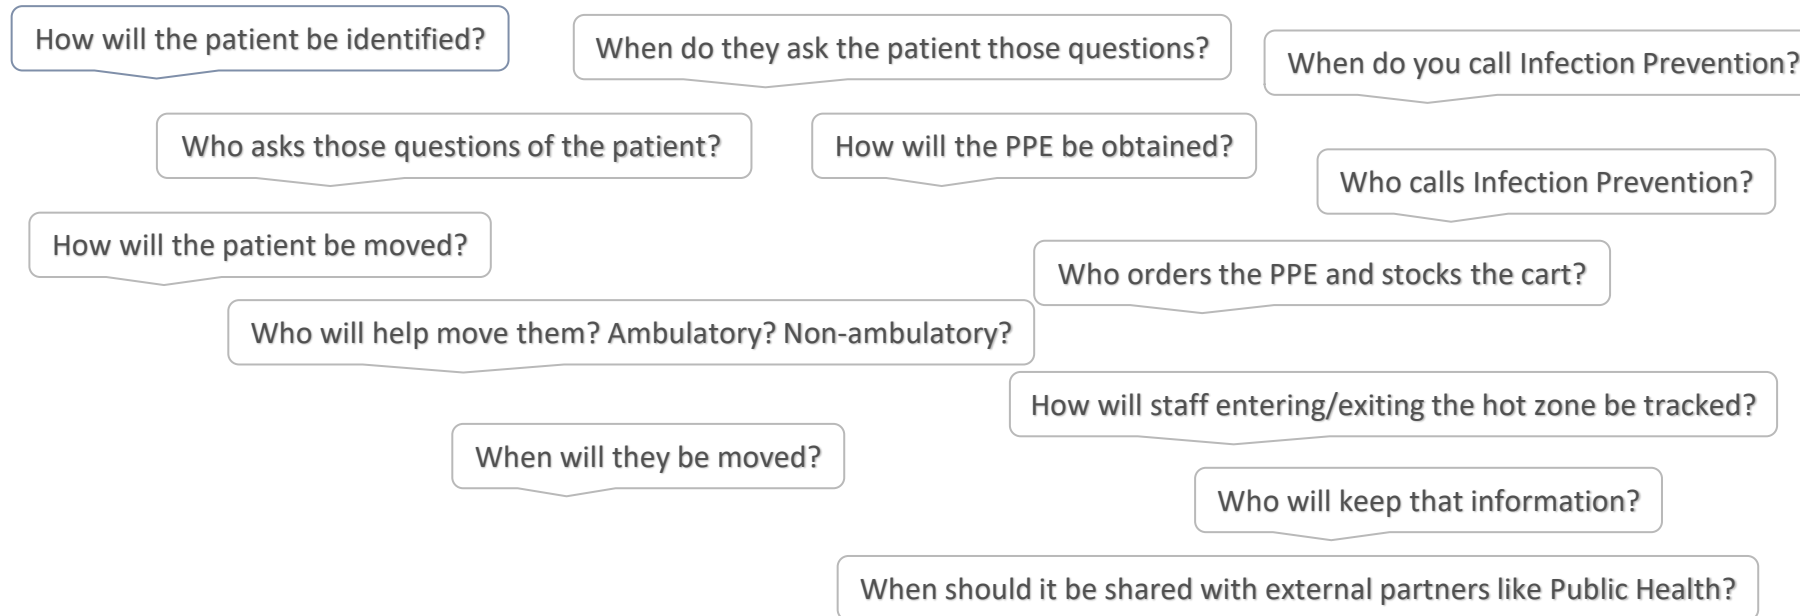 How will the patient be identified?
When do they ask the patient those questions?
When do you call Infection Prevention?
Who asks those questions of the patient?
How will the PPE be obtained?
Who calls Infection Prevention?
How will the patient be moved?
Who orders the PPE and stocks the cart?
Who will help move them? Ambulatory? Non-ambulatory?
How will staff entering/exiting the hot zone be tracked?
When will they be moved?
Who will keep that information?
When should it be shared with external partners like Public Health?